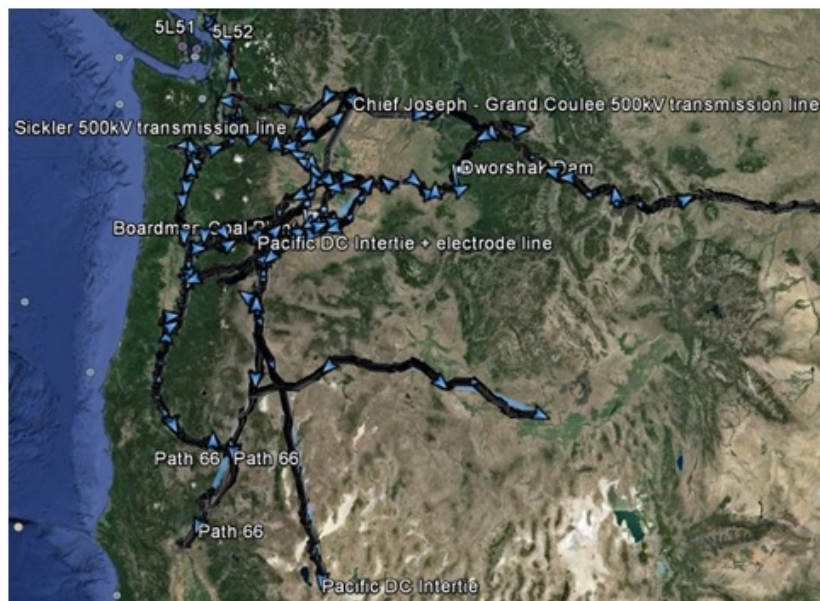 5L51
5L52
Chief Joseph - Grand Coulee 500kV transmission line
Sickler 500kV transmission line
Dworshak Dam
Boardman Coal Plant
Pacific DC Intertie + electrode line
Path 66
Path 66
Path 66
Pacific DC Intertie